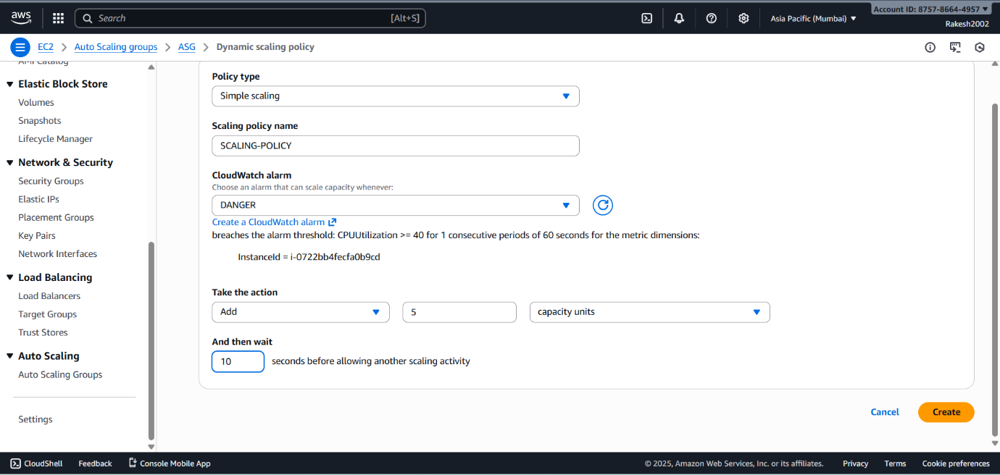 aws
Search [Alt+S]
Asia Pacific (Mumbai)
Account ID: 8757-8664-4957
Rakesh2002
EC2 > Auto Scaling groups > ASG > Dynamic scaling policy
AMI Catalog
Elastic Block Store
Volumes
Snapshots
Lifecycle Manager
Network & Security
Security Groups
Elastic IPs
Placement Groups
Key Pairs
Network Interfaces
Load Balancing
Load Balancers
Target Groups
Trust Stores
Auto Scaling
Auto Scaling Groups
Settings
Policy type
Simple scaling
Scaling policy name
SCALING-POLICY
CloudWatch alarm
Choose an alarm that can scale capacity whenever:
DANGER
Create a CloudWatch alarm
breaches the alarm threshold: CPUUtilization >= 40 for 1 consecutive periods of 60 seconds for the metric dimensions:
InstanceId = i-0722bb4fecfa0b9cd
Take the action
Add 5 capacity units
And then wait
10 seconds before allowing another scaling activity
Cancel Create
CloudShell Feedback Console Mobile App © 2025, Amazon Web Services, Inc. or its affiliates. Privacy Terms Cookie preferences